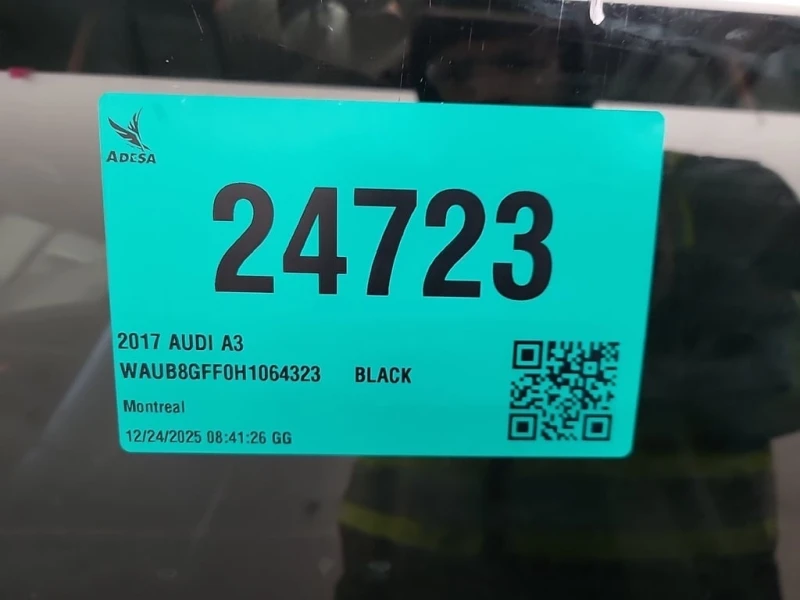 ADESA
24723
2017 AUDI A3
WAUB8GFF0H1064323 BLACK
Montreal
12/24/2025 08:41:26 GG